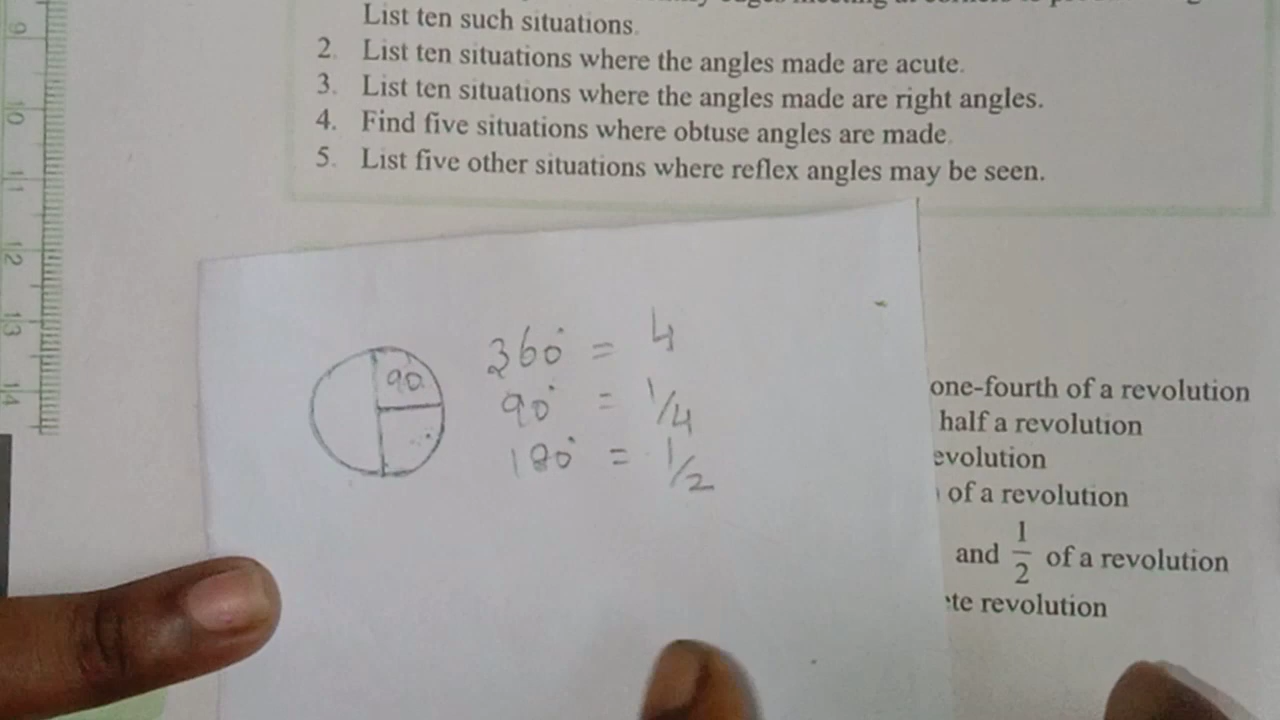 List ten such situations.
2. List ten situations where the angles made are acute.
3. List ten situations where the angles made are right angles.
4. Find five situations where obtuse angles are made.
5. List five other situations where reflex angles may be seen.
9
10
11
12
13
14
90
360° = 4
90° = 1/4
180° = 1/2
one-fourth of a revolution
half a revolution
evolution
of a revolution
and 1/2 of a revolution
te revolution